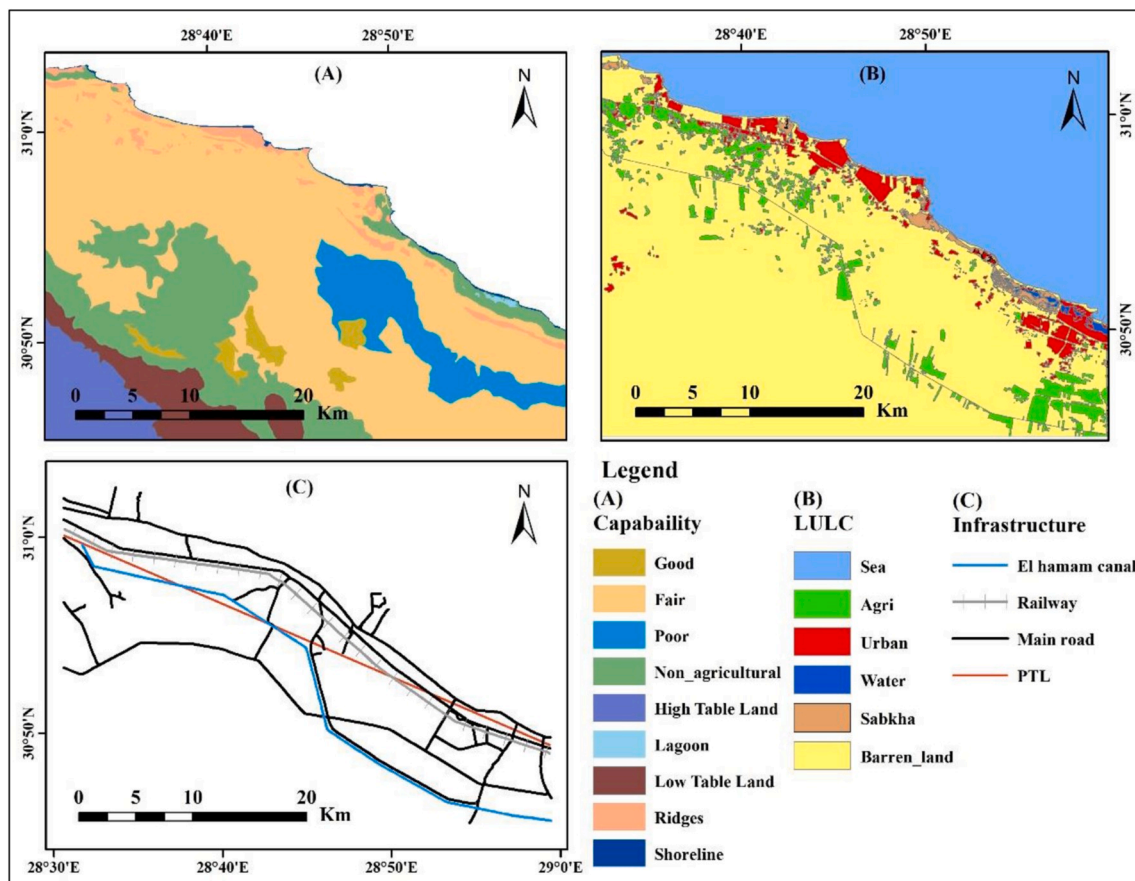 28°40'E 28°50'E
(A)
N
31°0'N
30°50'N
0 5 10 20
Km
28°40'E 28°50'E
(B)
N
31°0'N
30°50'N
0 5 10 20
Km
(C)
N
31°0'N
30°50'N
0 5 10 20
Km
28°30'E 28°40'E 28°50'E 29°0'E
Legend
(A)
Capabaility
Good
Fair
Poor
Non_agricultural
High Table Land
Lagoon
Low Table Land
Ridges
Shoreline
(B)
LULC
Sea
Agri
Urban
Water
Sabkha
Barren_land
(C)
Infrastructure
El hamam canal
Railway
Main road
PTL